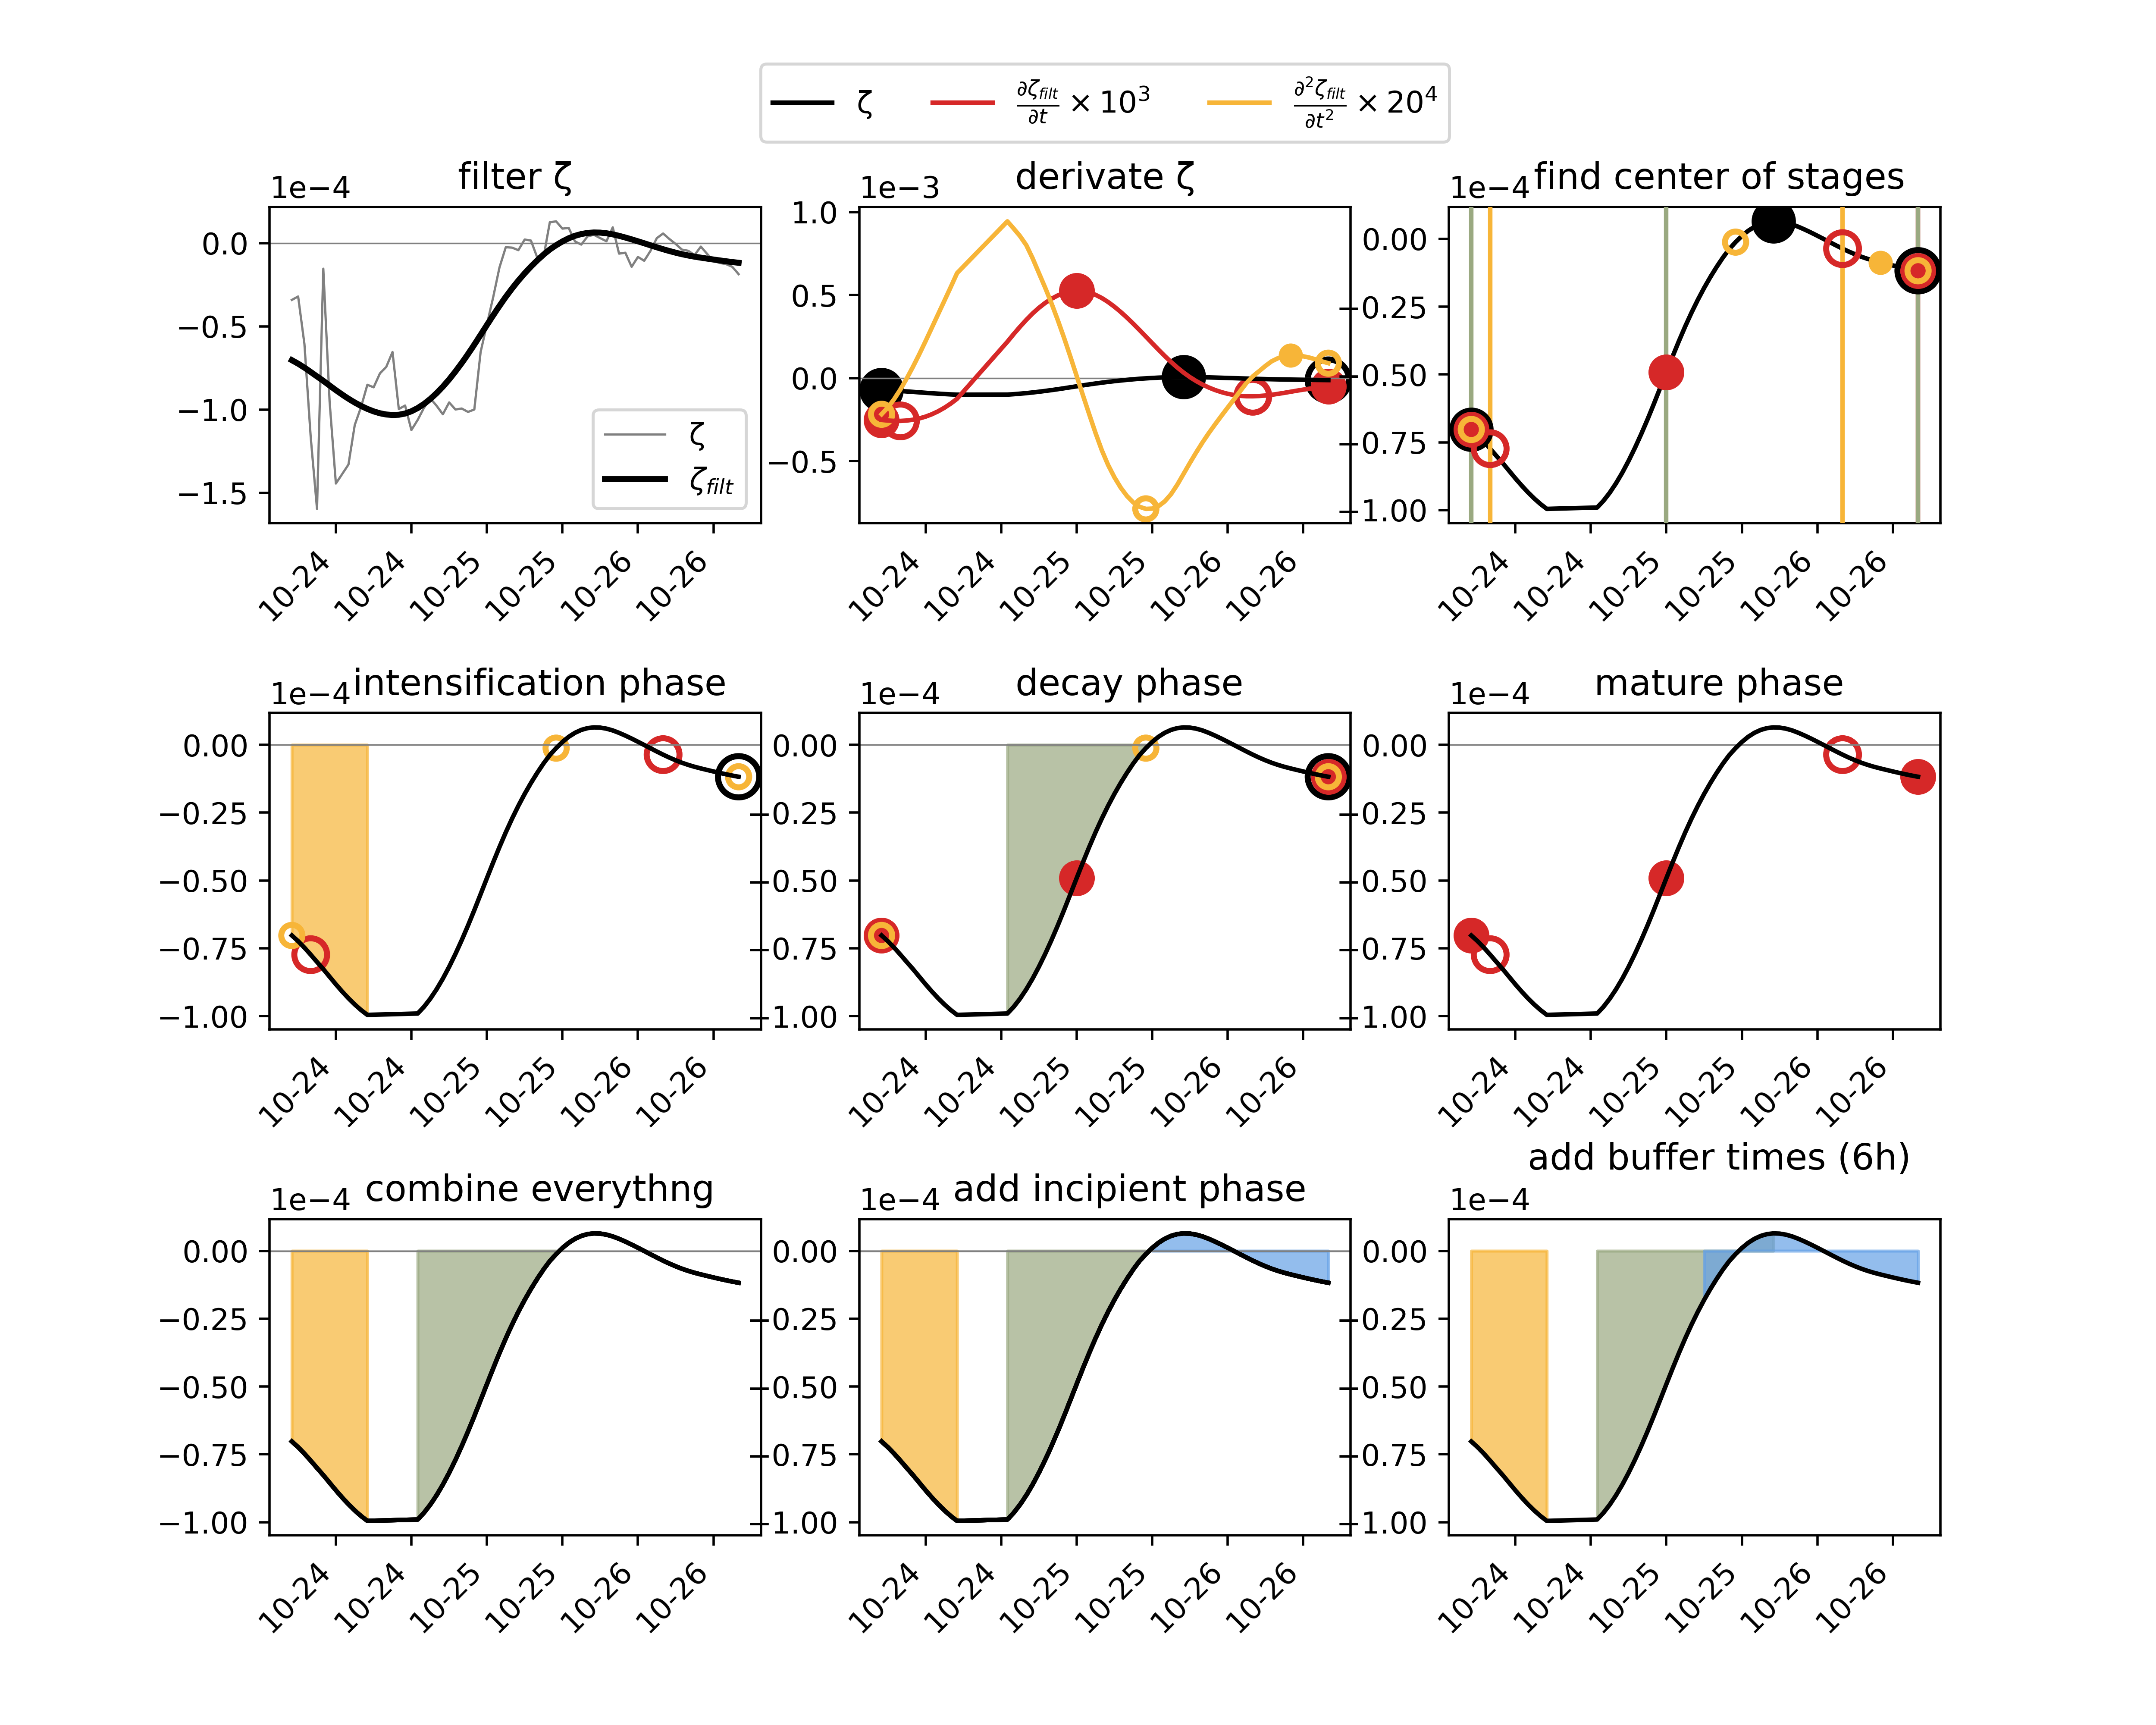 ζ ∂ζ_filt/∂t × 10³ ∂²ζ_filt/∂t² × 20⁴
filter ζ derivate ζ find center of stages
1e−4 1e−3 1e−4
0.0
−0.5
−1.0
−1.5
ζ
ζ_filt
10-24 10-24 10-25 10-25 10-26 10-26
1.0
0.5
0.0
−0.5
10-24 10-24 10-25 10-25 10-26 10-26
0.00
−0.25
−0.50
−0.75
−1.00
10-24 10-24 10-25 10-25 10-26 10-26
intensification phase decay phase mature phase
1e−4 1e−4 1e−4
0.00
−0.25
−0.50
−0.75
−1.00
10-24 10-24 10-25 10-25 10-26 10-26
0.00
−0.25
−0.50
−0.75
−1.00
10-24 10-24 10-25 10-25 10-26 10-26
0.00
−0.25
−0.50
−0.75
−1.00
10-24 10-24 10-25 10-25 10-26 10-26
combine everythng add incipient phase add buffer times (6h)
1e−4 1e−4 1e−4
0.00
−0.25
−0.50
−0.75
−1.00
10-24 10-24 10-25 10-25 10-26 10-26
0.00
−0.25
−0.50
−0.75
−1.00
10-24 10-24 10-25 10-25 10-26 10-26
0.00
−0.25
−0.50
−0.75
−1.00
10-24 10-24 10-25 10-25 10-26 10-26